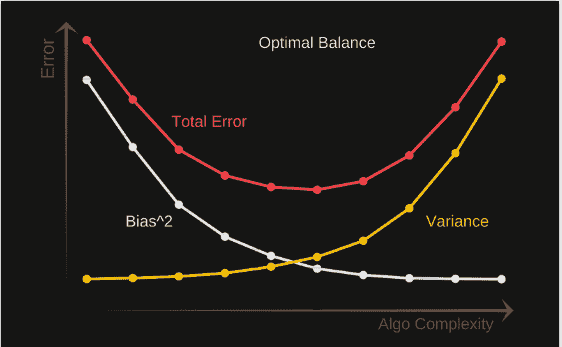 Optimal Balance
Error
Total Error
Bias^2
Variance
Algo Complexity